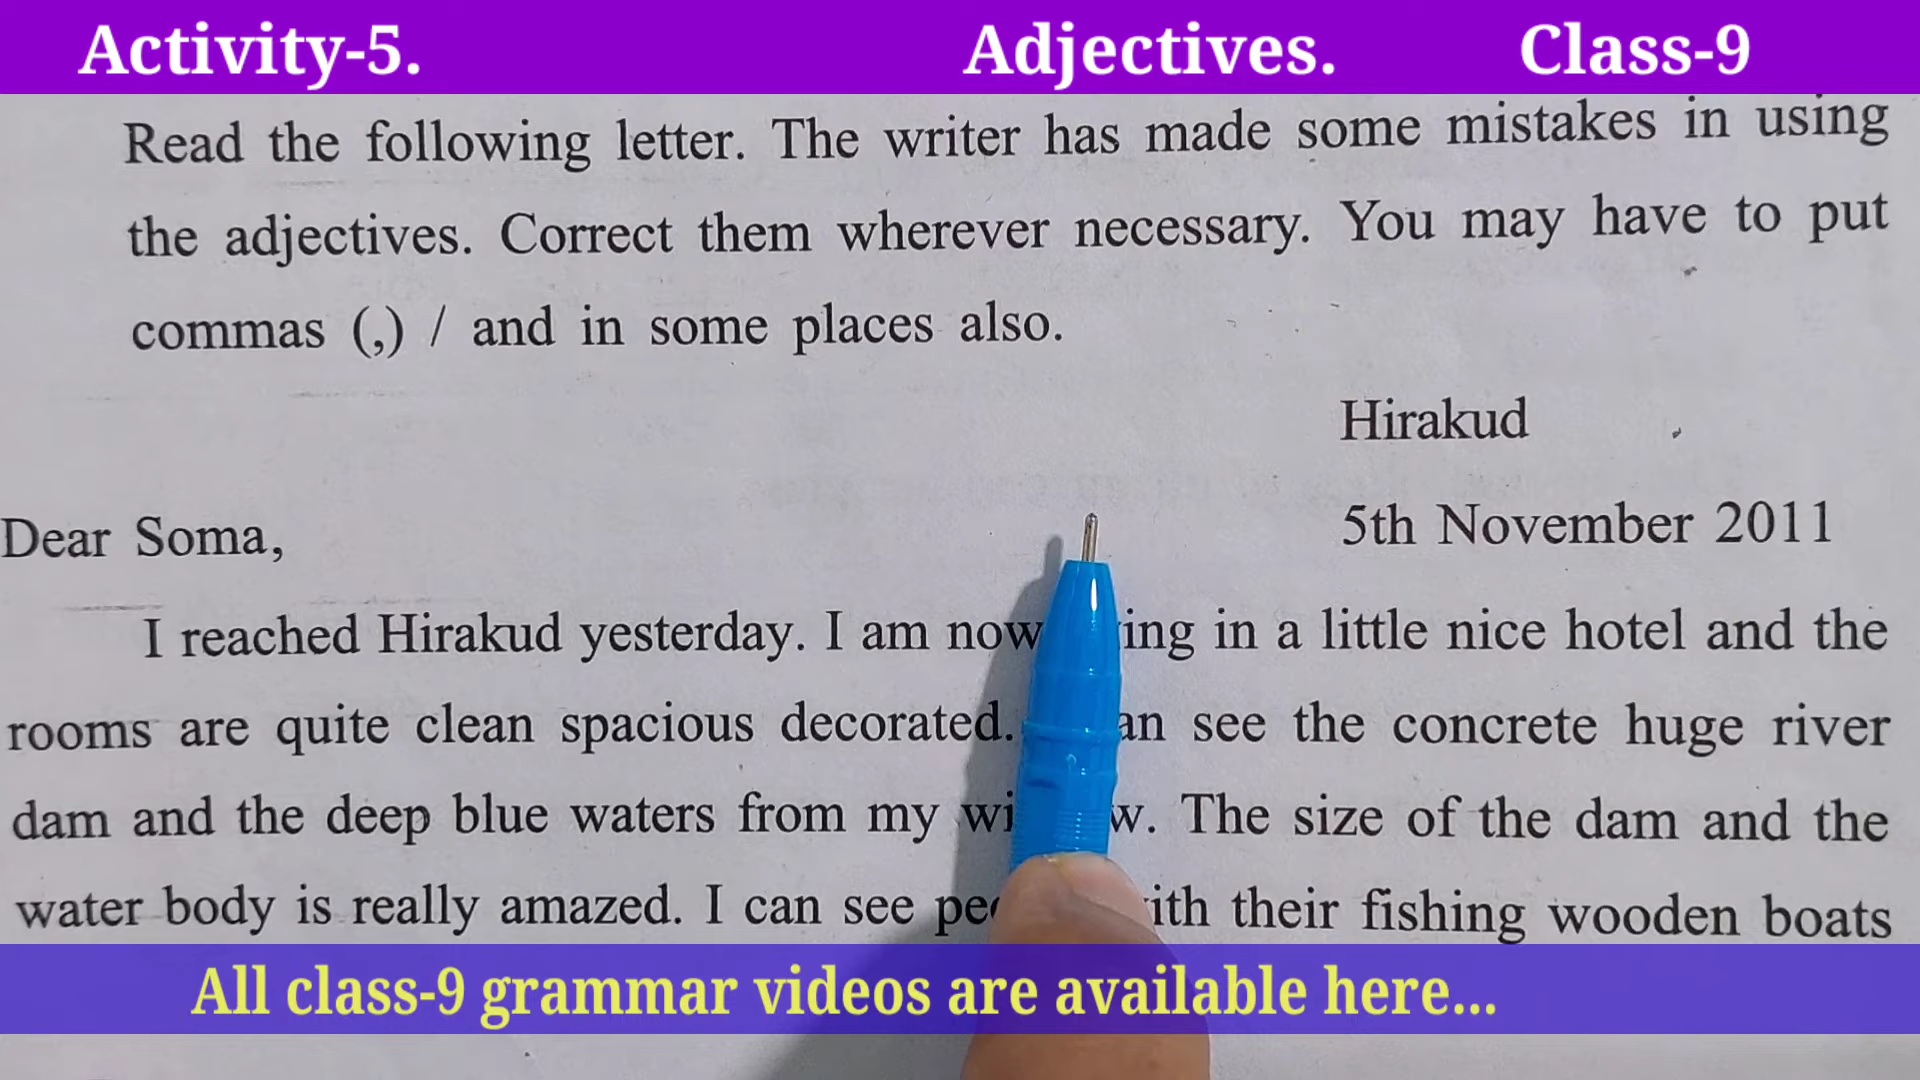 Activity-5. Adjectives. Class-9
Read the following letter. The writer has made some mistakes in using
the adjectives. Correct them wherever necessary. You may have to put
commas (,) / and in some places also.
Hirakud
5th November 2011
Dear Soma,
I reached Hirakud yesterday. I am now in a little nice hotel and the
rooms are quite clean spacious decorated. see the concrete huge river
dam and the deep blue waters from my The size of the dam and the
water body is really amazed. I can see their fishing wooden boats
All class-9 grammar videos are available here...